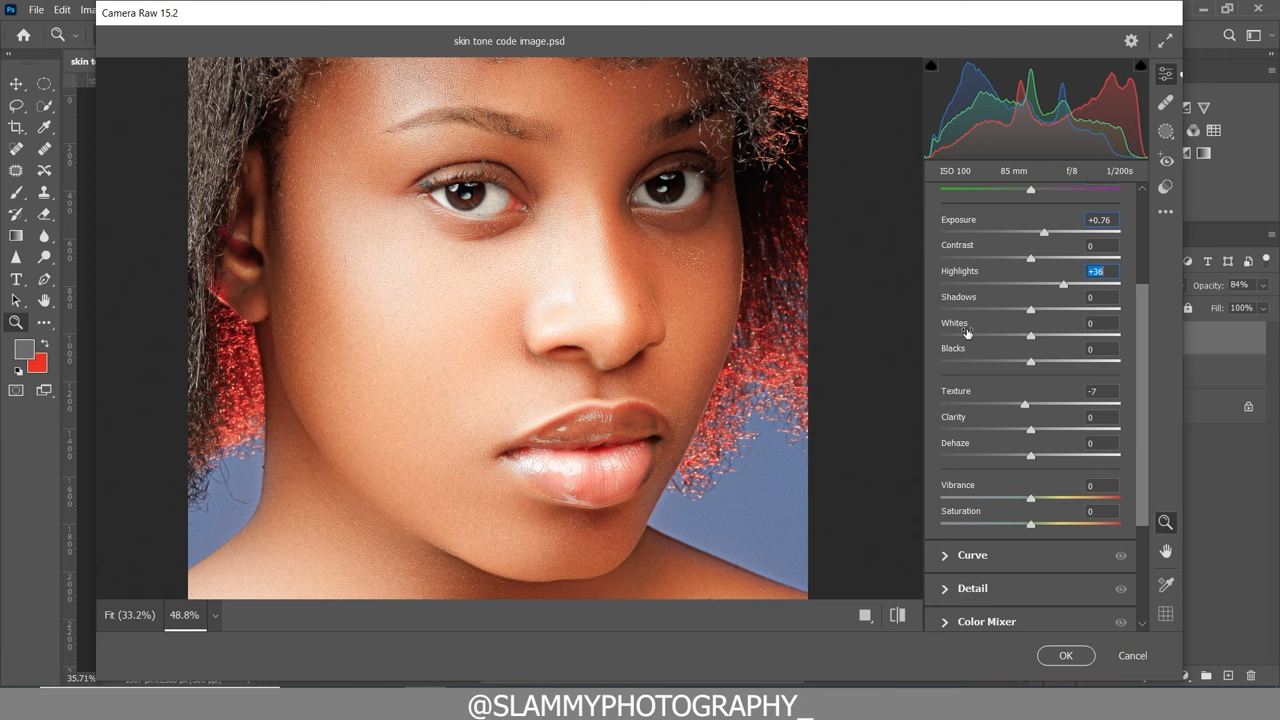 Camera Raw 15.2
File Edit Ima
skin tone code image.psd
skin t
ISO 100 85 mm f/8 1/200s
Exposure +0.76
Contrast 0
Highlights +36
Opacity: 84%
Shadows 0
Fill: 100%
Whites 0
Blacks 0
Texture -7
Clarity 0
Dehaze 0
Vibrance 0
Saturation 0
Curve
Detail
Color Mixer
Fit (33.2%) 48.8%
OK Cancel
35.71%
@SLAMMYPHOTOGRAPHY_